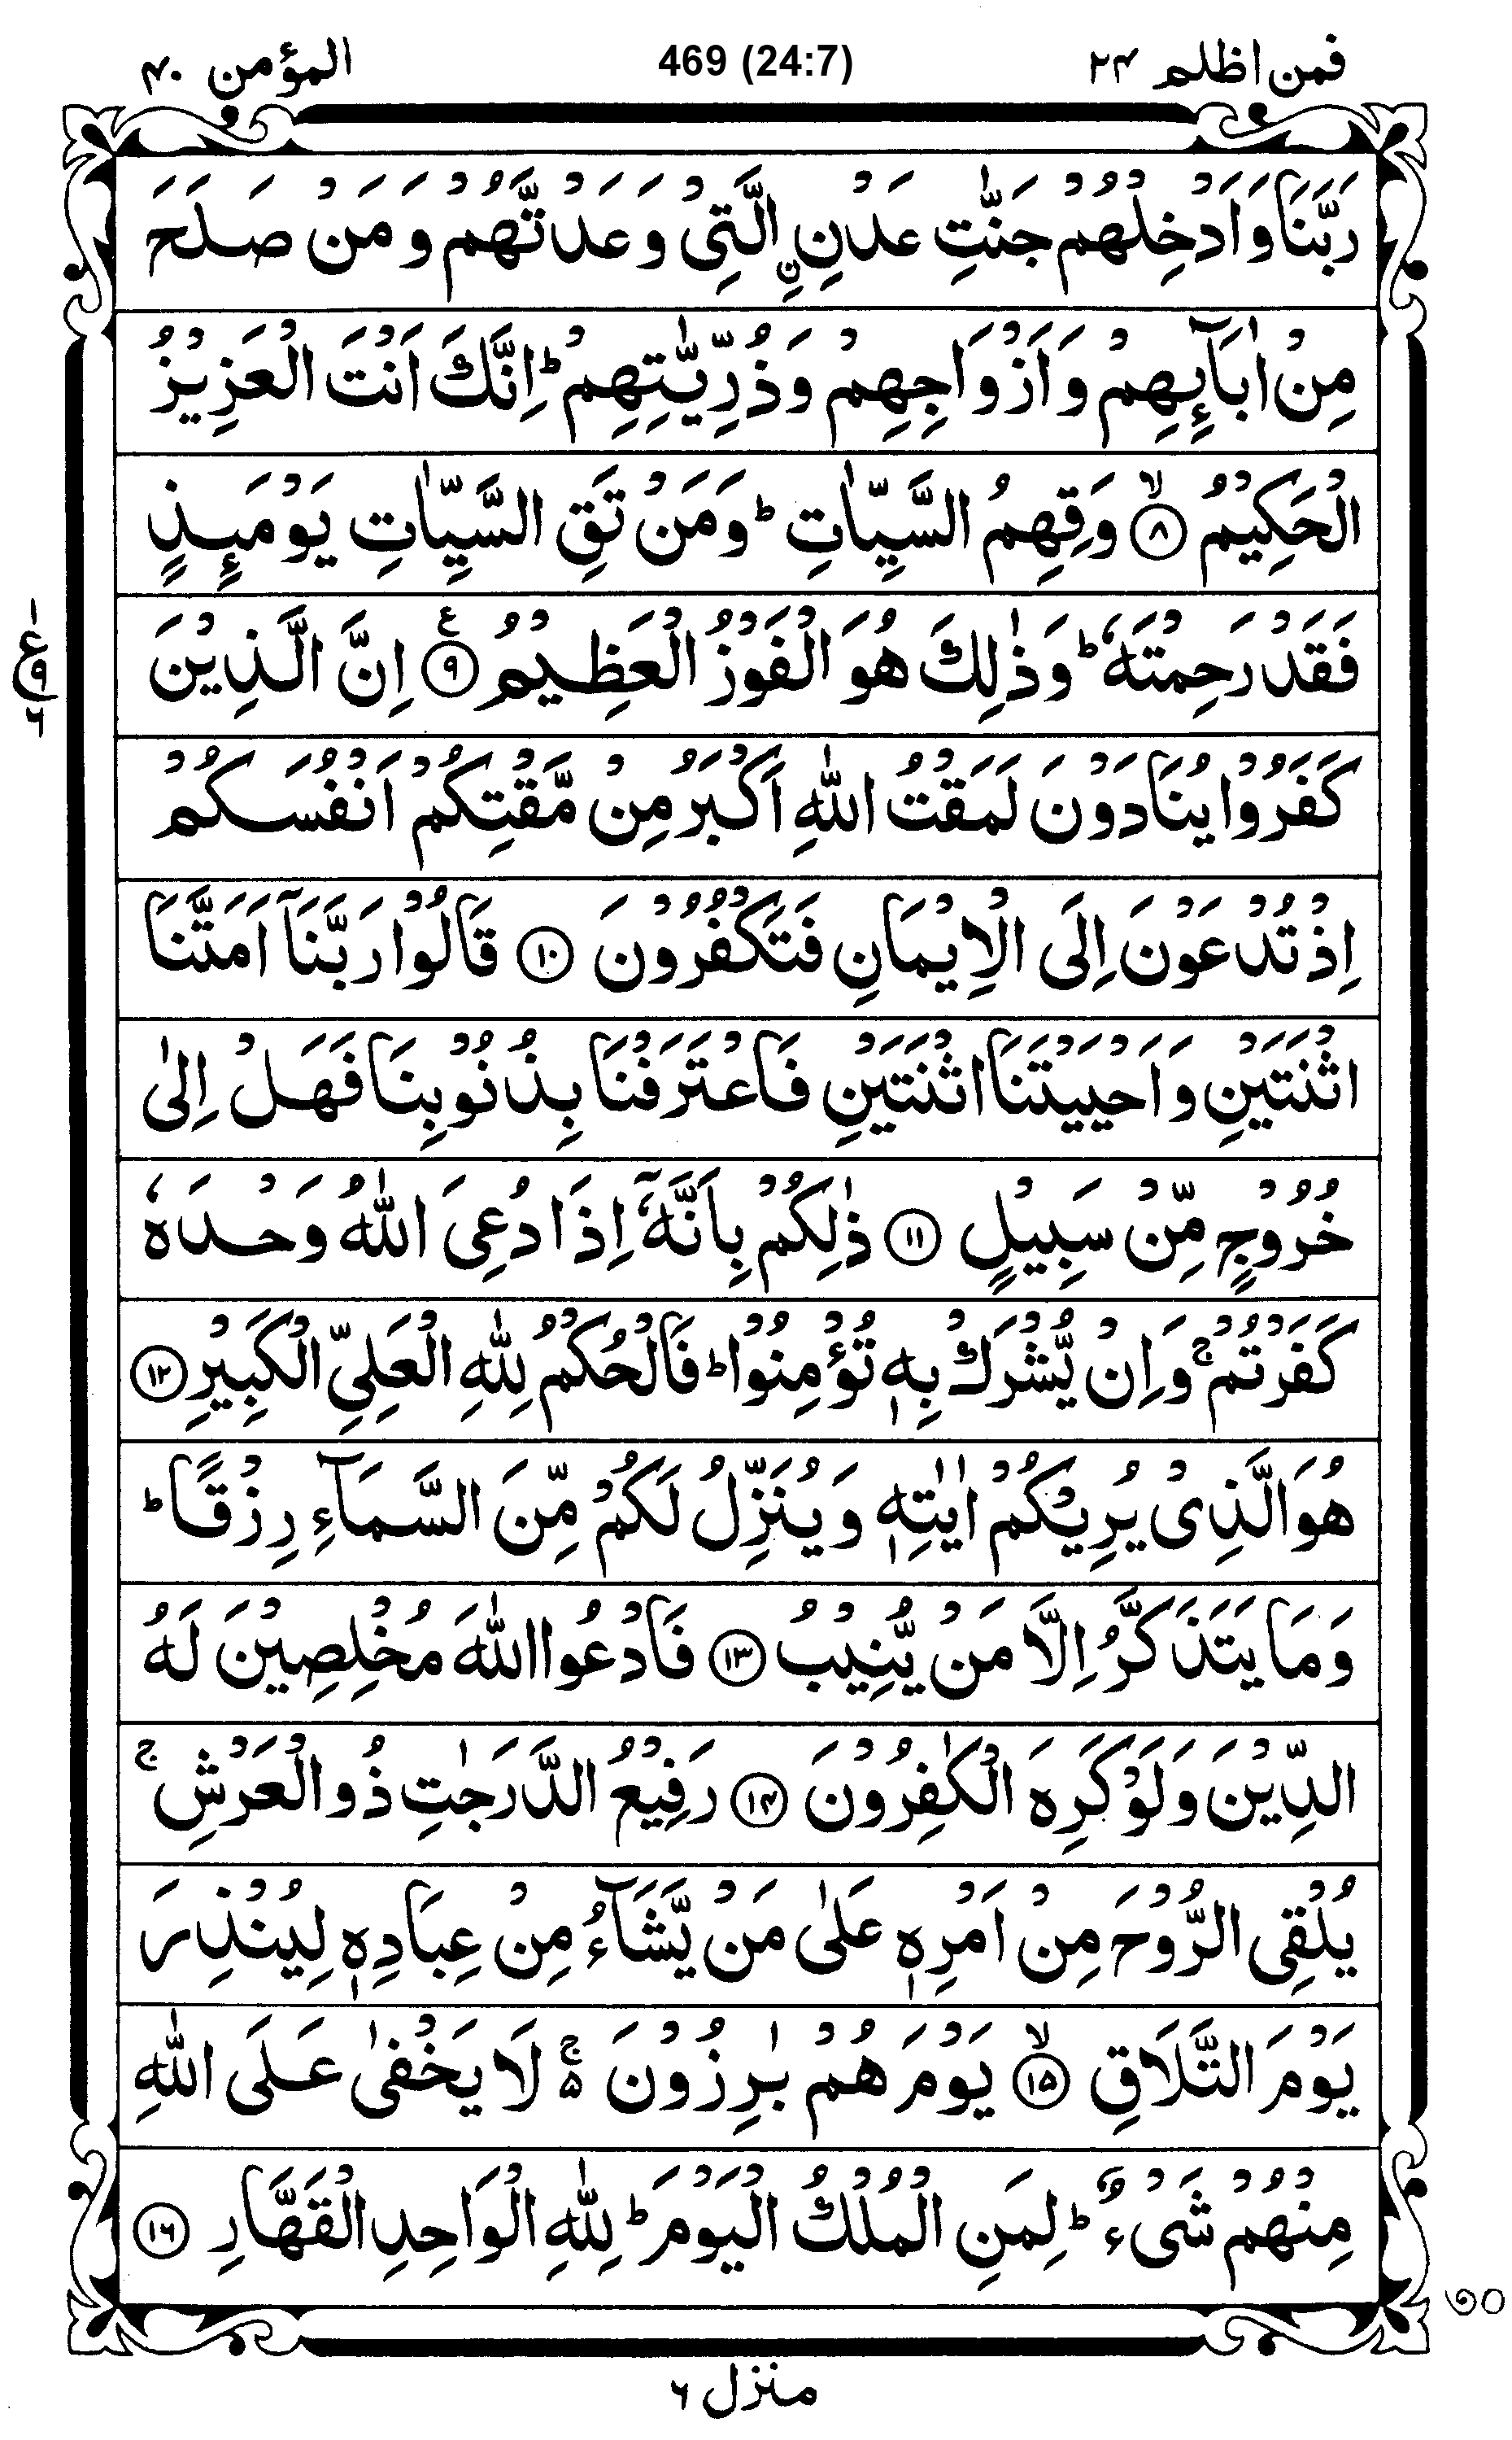 فمن اظلم ۲۴ 469 (24:7) المؤمن ۴۰
رَبَّنَا وَاَدْخِلْهُمْ جَنّٰتِ عَدْنِ ۨالَّتِیْ وَعَدْتَّهُمْ وَمَنْ صَلَحَ
مِنْ اٰبَآئِهِمْ وَاَزْوَاجِهِمْ وَذُرِّیّٰتِهِمْ ؕ اِنَّكَ اَنْتَ الْعَزِیْزُ
الْحَكِیْمُ ۙ﴿۸﴾ وَقِهِمُ السَّیِّاٰتِ ؕ وَمَنْ تَقِ السَّیِّاٰتِ یَوْمَىِٕذٍ
فَقَدْ رَحِمْتَهٗ ؕ وَذٰلِكَ هُوَ الْفَوْزُ الْعَظِیْمُ ﴿۹﴾ ع اِنَّ الَّذِیْنَ
۱
ع ۹
۶
كَفَرُوْا یُنَادَوْنَ لَمَقْتُ اللّٰهِ اَكْبَرُ مِنْ مَّقْتِكُمْ اَنْفُسَكُمْ
اِذْ تُدْعَوْنَ اِلَی الْاِیْمَانِ فَتَكْفُرُوْنَ ﴿۱۰﴾ قَالُوْا رَبَّنَاۤ اَمَتَّنَا
اثْنَتَیْنِ وَاَحْیَیْتَنَا اثْنَتَیْنِ فَاعْتَرَفْنَا بِذُنُوْبِنَا فَهَلْ اِلٰی
خُرُوْجٍ مِّنْ سَبِیْلٍ ﴿۱۱﴾ ذٰلِكُمْ بِاَنَّهٗۤ اِذَا دُعِیَ اللّٰهُ وَحْدَهٗ
كَفَرْتُمْ ۚ وَاِنْ یُّشْرَكْ بِهٖ تُؤْمِنُوْا ؕ فَالْحُكْمُ لِلّٰهِ الْعَلِیِّ الْكَبِیْرِ ﴿۱۲﴾
هُوَ الَّذِیْ یُرِیْكُمْ اٰیٰتِهٖ وَیُنَزِّلُ لَكُمْ مِّنَ السَّمَآءِ رِزْقًا ؕ
وَمَا یَتَذَكَّرُ اِلَّا مَنْ یُّنِیْبُ ﴿۱۳﴾ فَادْعُوا اللّٰهَ مُخْلِصِیْنَ لَهُ
الدِّیْنَ وَلَوْ كَرِهَ الْكٰفِرُوْنَ ﴿۱۴﴾ رَفِیْعُ الدَّرَجٰتِ ذُو الْعَرْشِ ۚ
یُلْقِی الرُّوْحَ مِنْ اَمْرِهٖ عَلٰی مَنْ یَّشَآءُ مِنْ عِبَادِهٖ لِیُنْذِرَ
یَوْمَ التَّلَاقِ ۙ﴿۱۵﴾ یَوْمَ هُمْ بٰرِزُوْنَ ۚ۬ لَا یَخْفٰی عَلَی اللّٰهِ
مِنْهُمْ شَیْءٌ ؕ لِمَنِ الْمُلْكُ الْیَوْمَ ؕ لِلّٰهِ الْوَاحِدِ الْقَهَّارِ ﴿۱۶﴾
منزل ۶